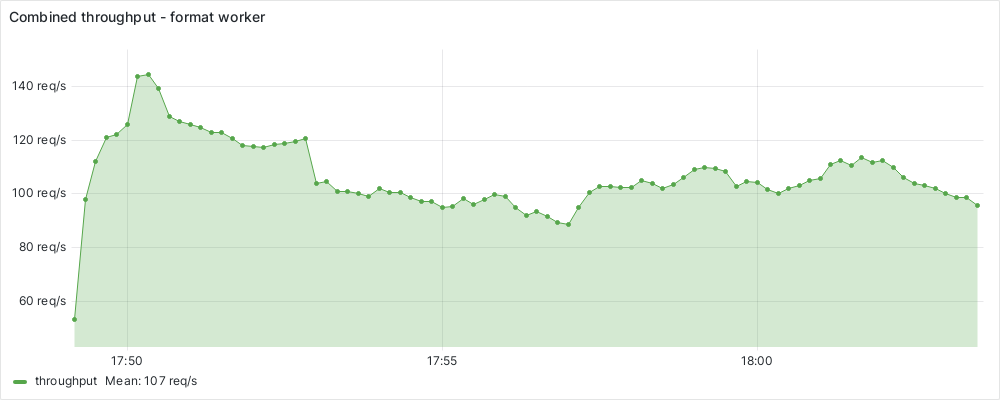 Combined throughput - format worker
140 req/s
120 req/s
100 req/s
80 req/s
60 req/s
17:50 17:55 18:00
throughput Mean: 107 req/s